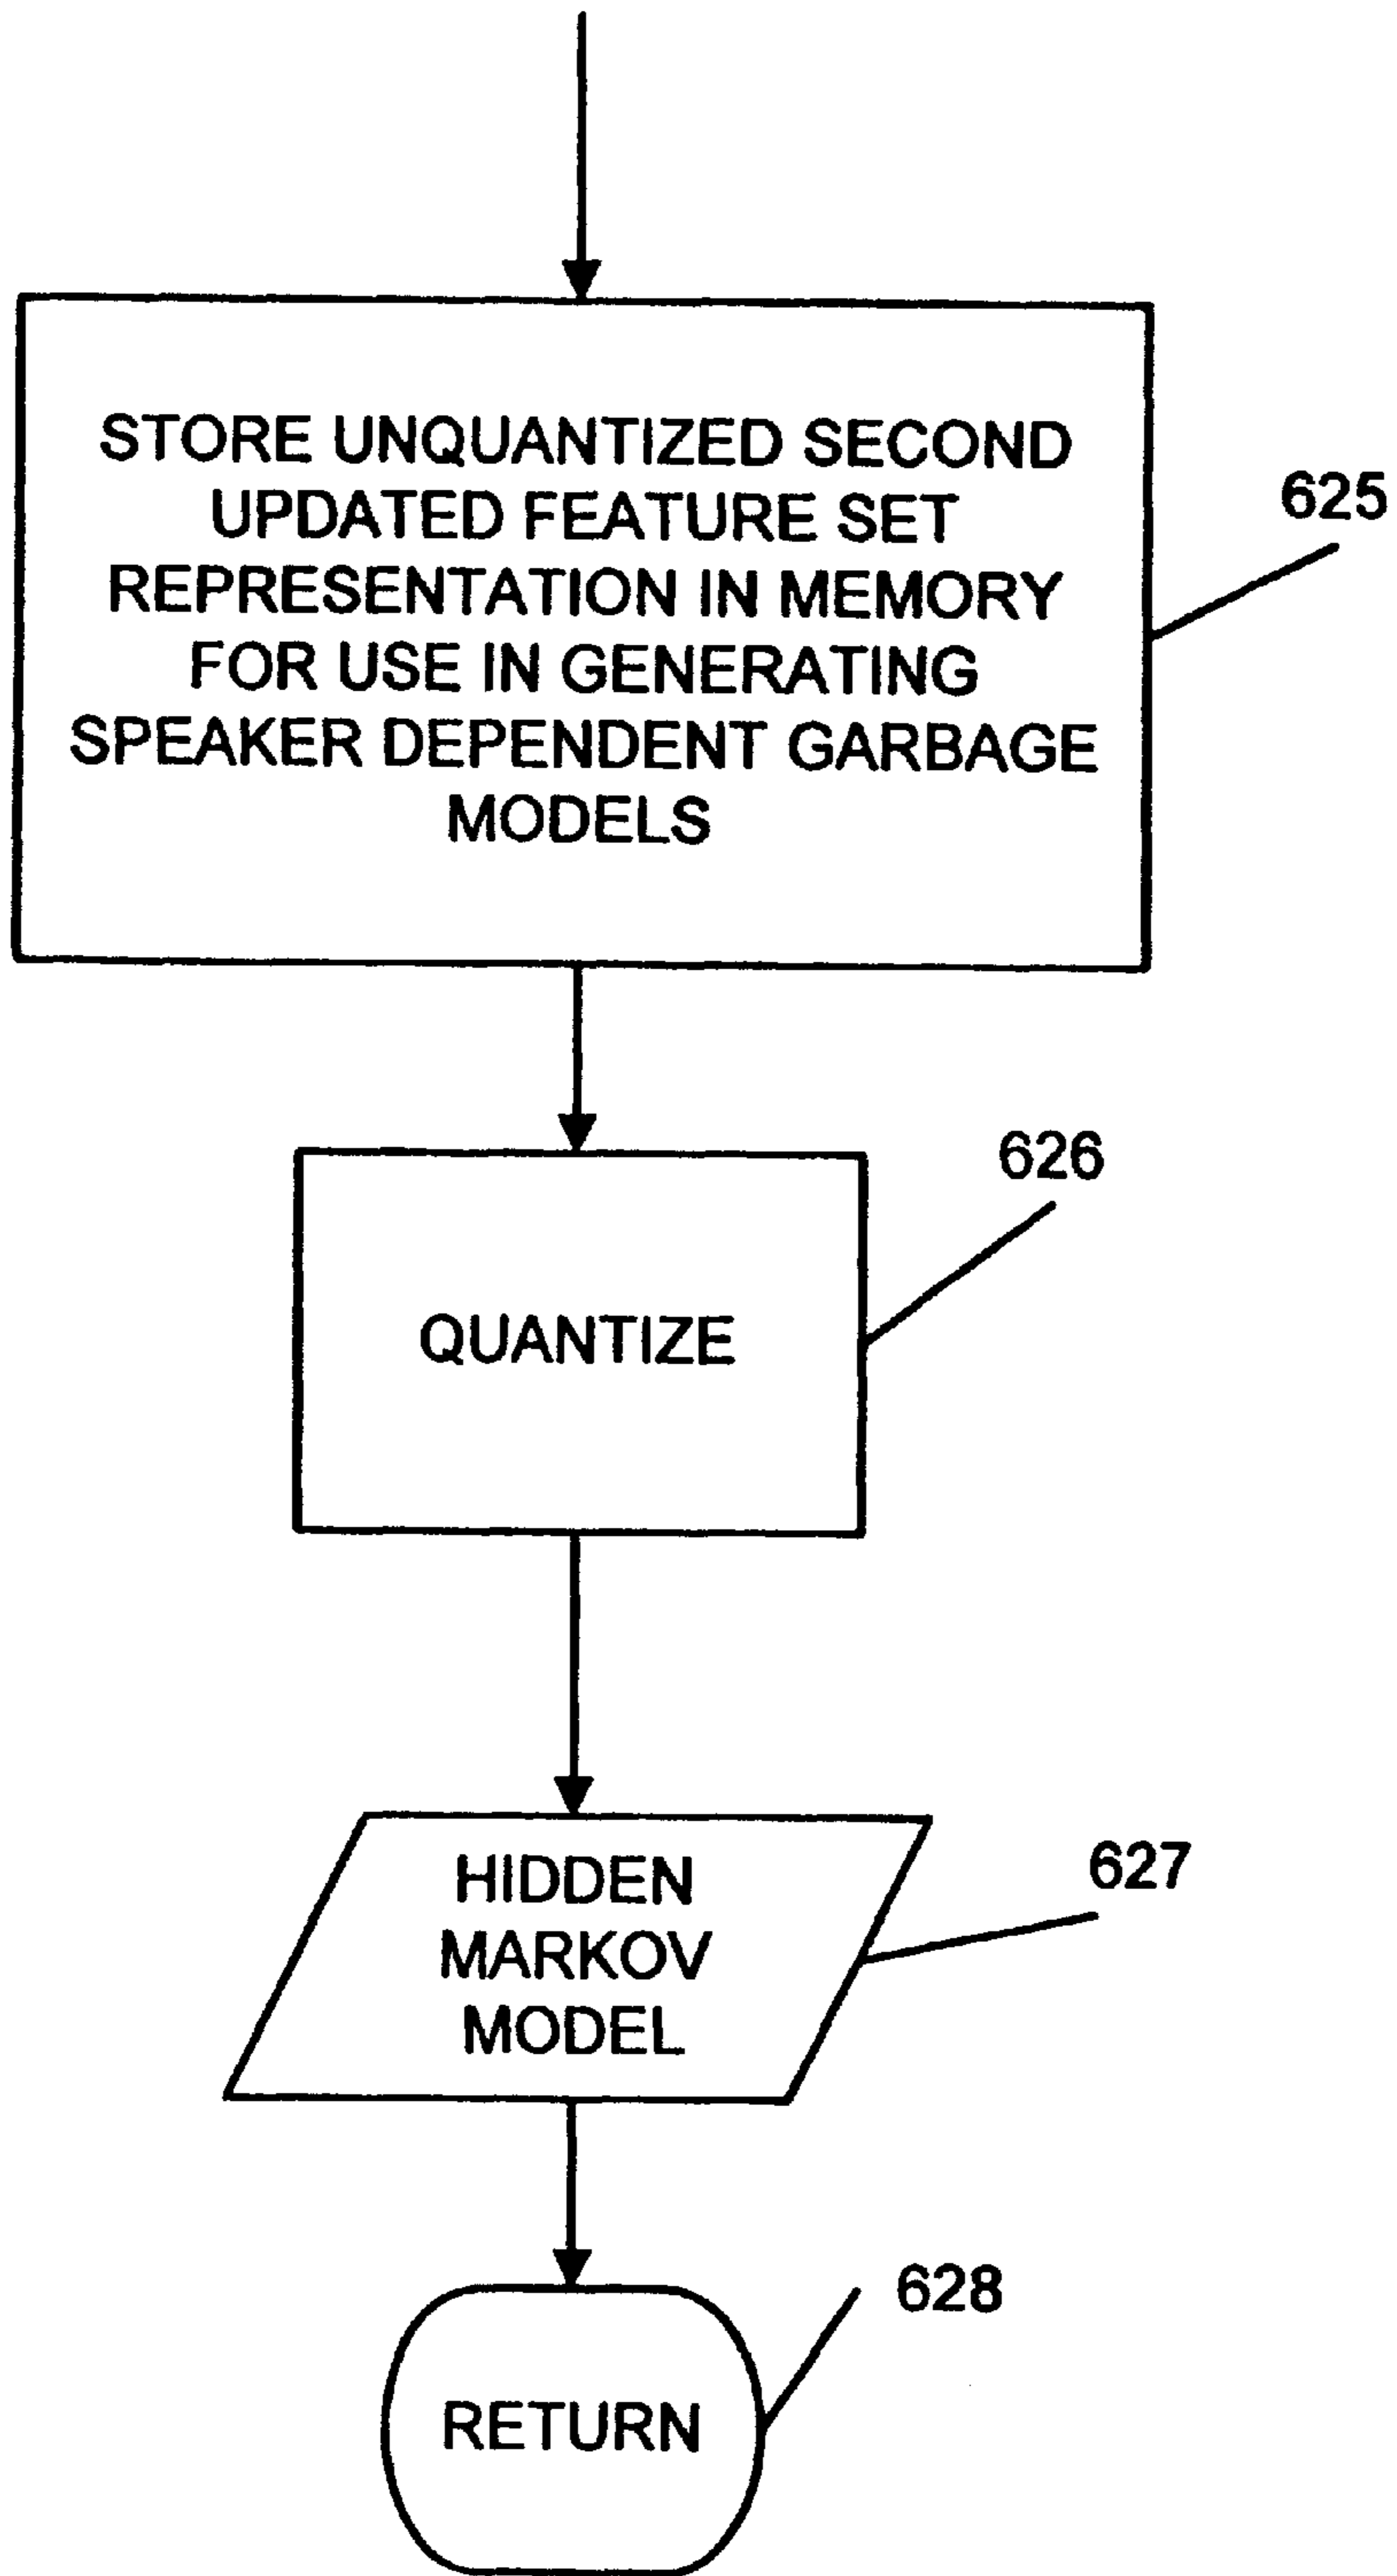 STORE UNQUANTIZED SECOND
UPDATED FEATURE SET
REPRESENTATION IN MEMORY
FOR USE IN GENERATING
SPEAKER DEPENDENT GARBAGE
MODELS
625
626
QUANTIZE
627
HIDDEN
MARKOV
MODEL
628
RETURN